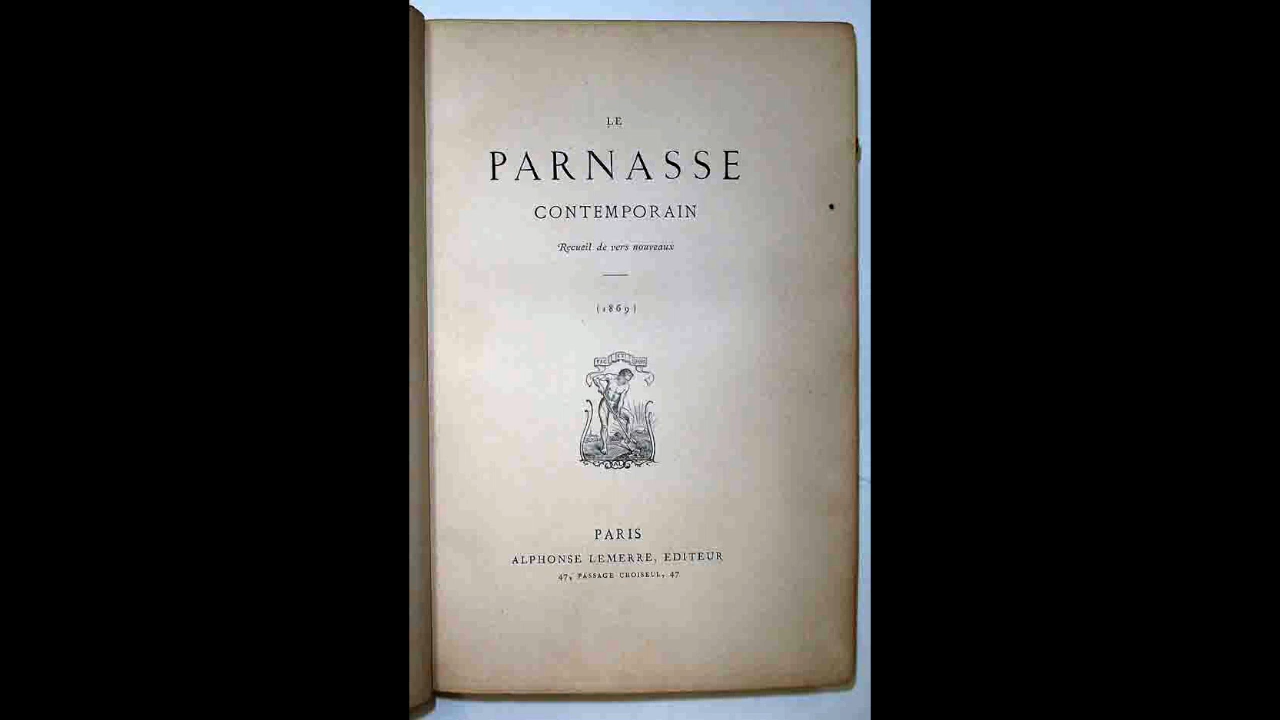 LE
PARNASSE
CONTEMPORAIN
Recueil de vers nouveaux
(1869)
PARIS
ALPHONSE LEMERRE, EDITEUR
47, PASSAGE CHOISEUL, 47